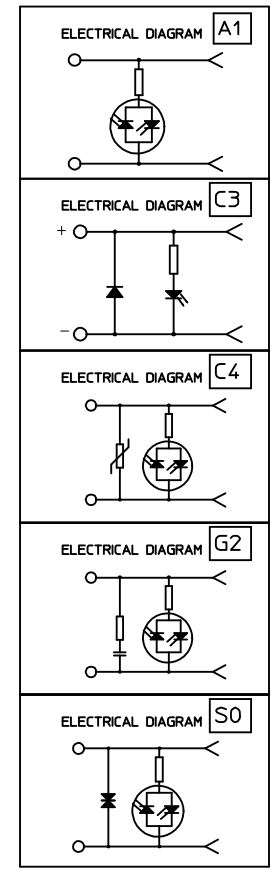 ELECTRICAL DIAGRAM A1
ELECTRICAL DIAGRAM C3
+
−
ELECTRICAL DIAGRAM C4
ELECTRICAL DIAGRAM G2
ELECTRICAL DIAGRAM S0